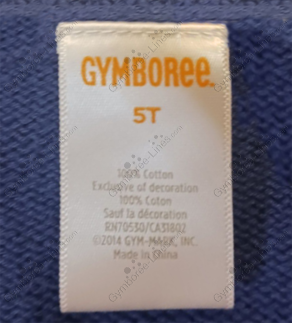 GYMBOREE.
5T
100% Cotton
Exclusive of decoration
100% Coton
Sauf la décoration
RN70530/CA31802
©2014 GYM-MARK, INC.
Made in China